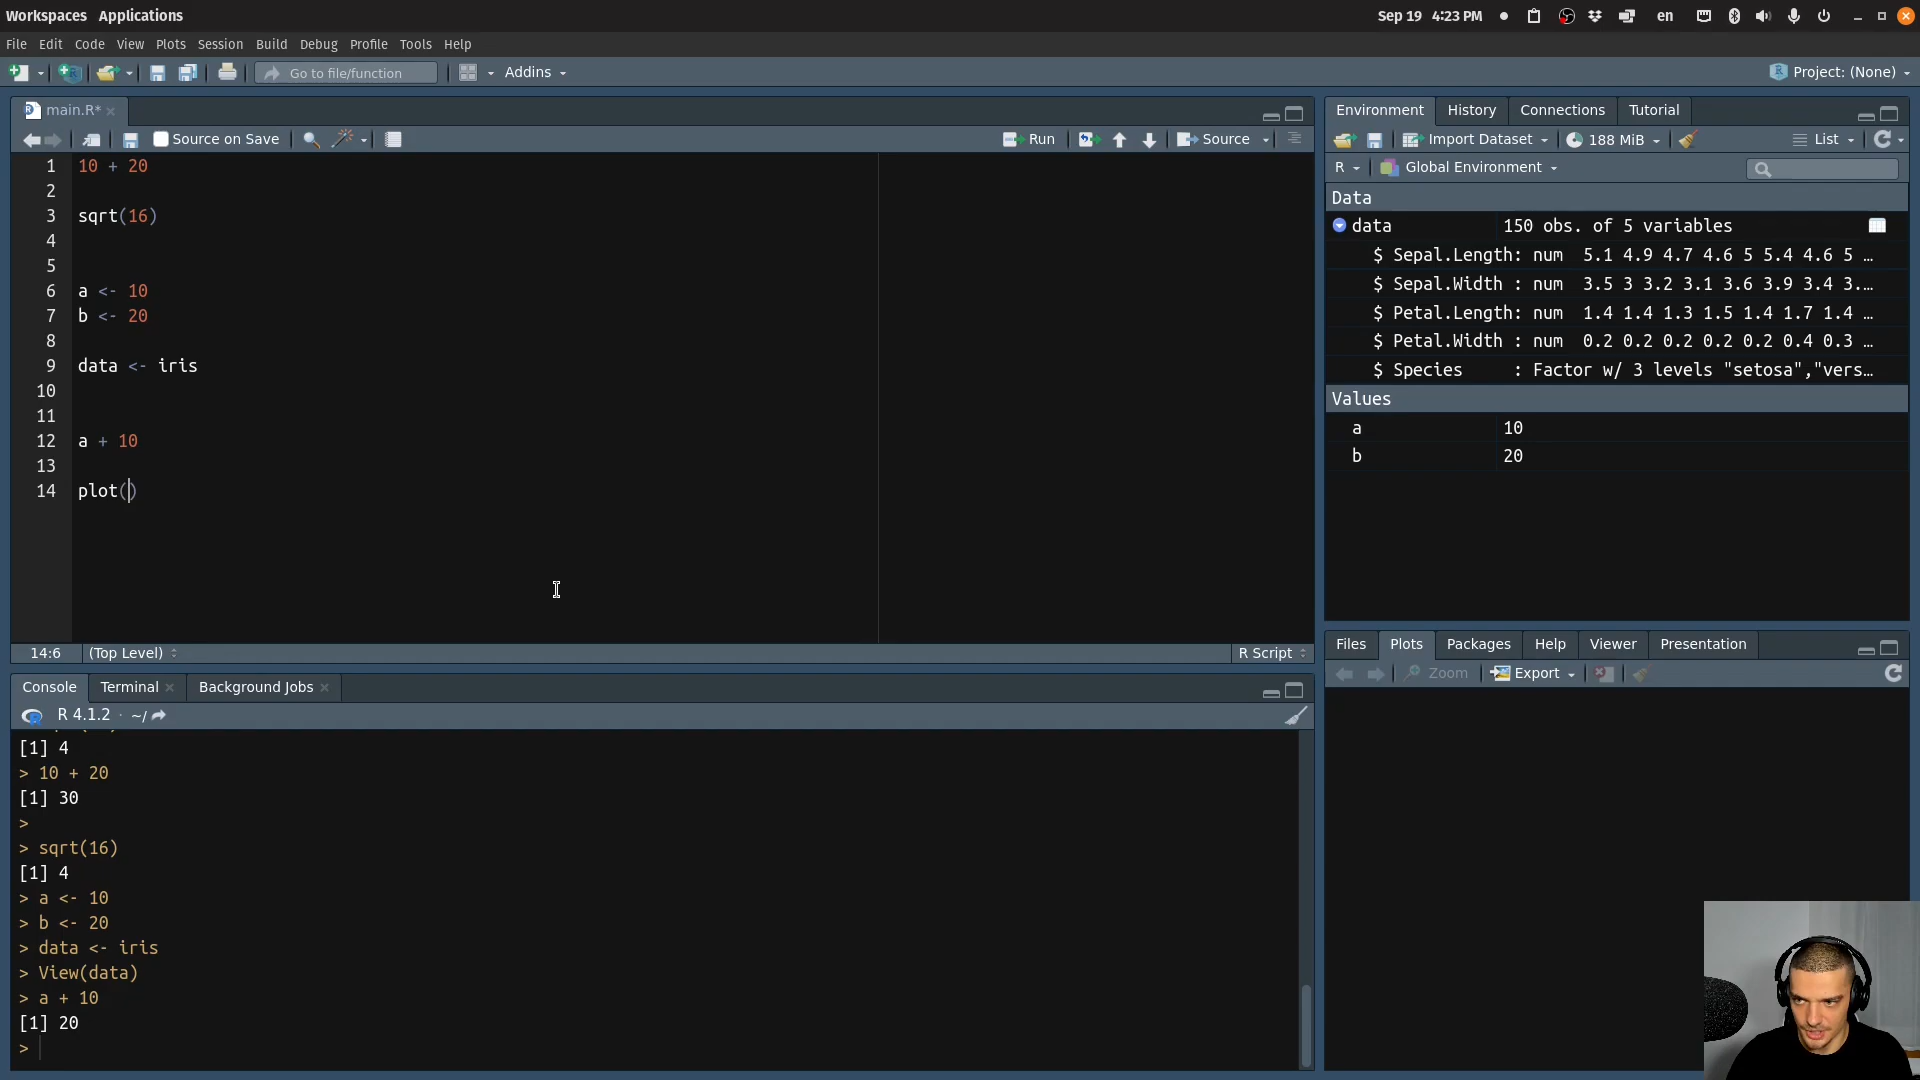 Workspaces Applications
Sep 19 4:23 PM
en
File Edit Code View Plots Session Build Debug Profile Tools Help
Go to file/function
Addins
Project: (None)
main.R*
Source on Save
Run
Source
1 10 + 20
2
3 sqrt(16)
4
5
6 a <- 10
7 b <- 20
8
9 data <- iris
10
11
12 a + 10
13
14 plot()
14:6 (Top Level)
R Script
Console Terminal Background Jobs
R 4.1.2 · ~/
[1] 4
> 10 + 20
[1] 30
>
> sqrt(16)
[1] 4
> a <- 10
> b <- 20
> data <- iris
> View(data)
> a + 10
[1] 20
>
Environment History Connections Tutorial
Import Dataset 188 MiB List
R Global Environment
Data
data 150 obs. of 5 variables
$ Sepal.Length: num 5.1 4.9 4.7 4.6 5 5.4 4.6 5 …
$ Sepal.Width : num 3.5 3 3.2 3.1 3.6 3.9 3.4 3.…
$ Petal.Length: num 1.4 1.4 1.3 1.5 1.4 1.7 1.4 …
$ Petal.Width : num 0.2 0.2 0.2 0.2 0.2 0.4 0.3 …
$ Species : Factor w/ 3 levels "setosa","vers…
Values
a 10
b 20
Files Plots Packages Help Viewer Presentation
Zoom Export